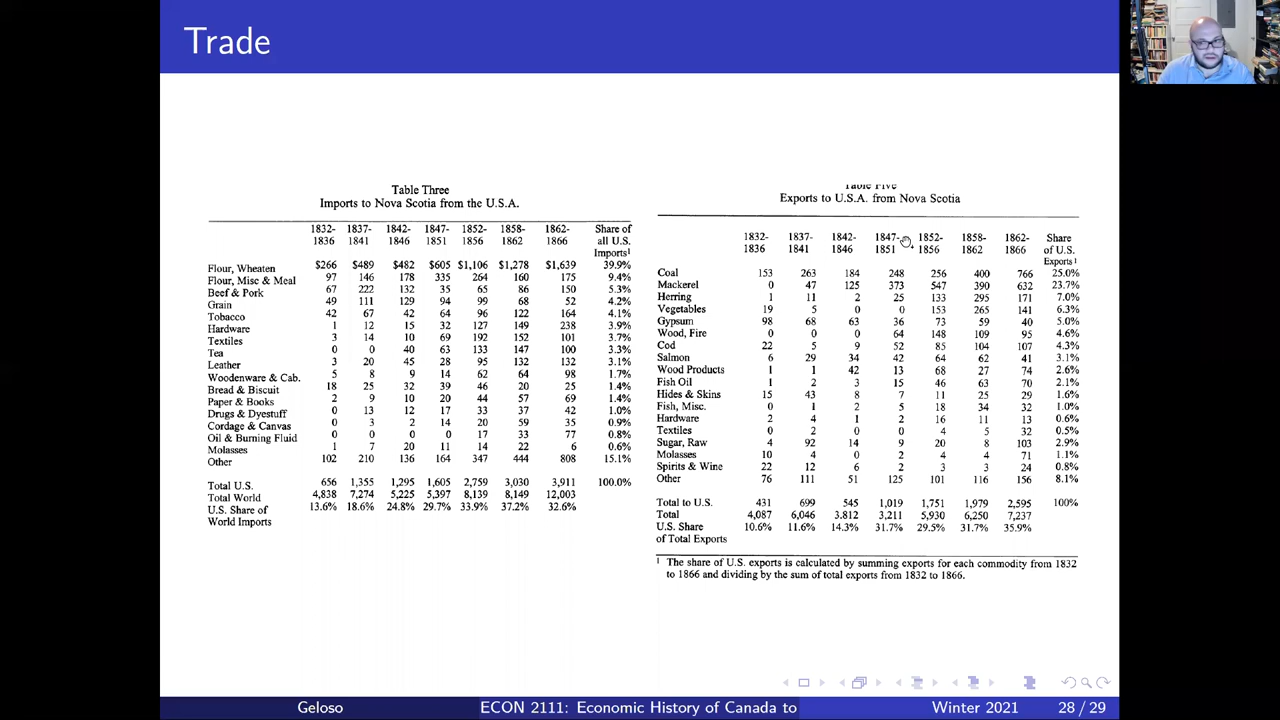 Trade
Table Three
Imports to Nova Scotia from the U.S.A.
1832-1836 1837-1841 1842-1846 1847-1851 1852-1856 1858-1862 1862-1866 Share of all U.S. Imports¹
Flour, Wheaten $266 $489 $482 $605 $1,106 $1,278 $1,639 39.9%
Flour, Misc & Meal 97 146 178 335 264 160 175 9.4%
Beef & Pork 67 222 132 35 65 86 150 5.3%
Grain 49 111 129 94 99 68 52 4.2%
Tobacco 42 67 42 64 96 122 164 4.1%
Hardware 1 12 15 32 127 149 238 3.9%
Textiles 3 14 10 69 192 152 101 3.7%
Tea 0 0 40 63 133 147 100 3.3%
Leather 3 20 45 28 95 132 132 3.1%
Woodenware & Cab. 5 8 9 14 62 64 98 1.7%
Bread & Biscuit 18 25 32 39 46 20 25 1.4%
Paper & Books 2 9 10 20 44 57 69 1.4%
Drugs & Dyestuff 0 13 12 17 33 37 42 1.0%
Cordage & Canvas 0 3 2 14 20 59 35 0.9%
Oil & Burning Fluid 0 0 0 0 17 33 77 0.8%
Molasses 1 7 20 11 14 22 6 0.6%
Other 102 210 136 164 347 444 808 15.1%
Total U.S. 656 1,355 1,295 1,605 2,759 3,030 3,911 100.0%
Total World 4,838 7,274 5,225 5,397 8,139 8,149 12,003
U.S. Share of World Imports 13.6% 18.6% 24.8% 29.7% 33.9% 37.2% 32.6%
Table Five
Exports to U.S.A. from Nova Scotia
1832-1836 1837-1841 1842-1846 1847-1851 1852-1856 1858-1862 1862-1866 Share of U.S. Exports¹
Coal 153 263 184 248 256 400 766 25.0%
Mackerel 0 47 125 373 547 390 632 23.7%
Herring 1 11 2 25 133 295 171 7.0%
Vegetables 19 5 0 0 153 265 141 6.3%
Gypsum 98 68 63 36 73 59 40 5.0%
Wood, Fire 0 0 0 64 148 109 95 4.6%
Cod 22 5 9 52 85 104 107 4.3%
Salmon 6 29 34 42 64 62 41 3.1%
Wood Products 1 1 42 13 68 27 74 2.6%
Fish Oil 1 2 3 15 46 63 70 2.1%
Hides & Skins 15 43 8 7 11 25 29 1.6%
Fish, Misc. 0 1 2 5 18 34 32 1.0%
Hardware 2 4 1 2 16 11 13 0.6%
Textiles 0 2 0 0 4 5 32 0.5%
Sugar, Raw 4 92 14 9 20 8 103 2.9%
Molasses 10 4 0 2 4 4 71 1.1%
Spirits & Wine 22 12 6 2 3 3 24 0.8%
Other 76 111 51 125 101 116 156 8.1%
Total to U.S. 431 699 545 1,019 1,751 1,979 2,595 100%
Total 4,087 6,046 3,812 3,211 5,930 6,250 7,237
U.S. Share of Total Exports 10.6% 11.6% 14.3% 31.7% 29.5% 31.7% 35.9%
¹ The share of U.S. exports is calculated by summing exports for each commodity from 1832
to 1866 and dividing by the sum of total exports from 1832 to 1866.
Geloso ECON 2111: Economic History of Canada to Winter 2021 28 / 29